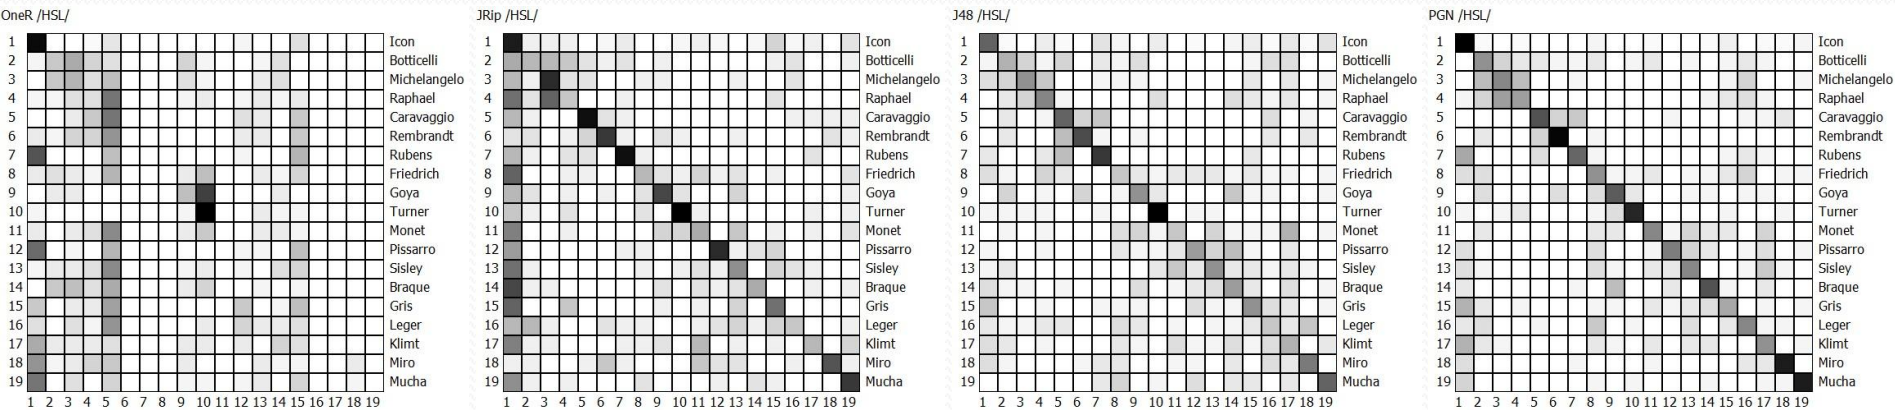 OneR /HSL/ JRip /HSL/ J48 /HSL/ PGN /HSL/
1 Icon 1 Icon 1 Icon 1 Icon
2 Botticelli 2 Botticelli 2 Botticelli 2 Botticelli
3 Michelangelo 3 Michelangelo 3 Michelangelo 3 Michelangelo
4 Raphael 4 Raphael 4 Raphael 4 Raphael
5 Caravaggio 5 Caravaggio 5 Caravaggio 5 Caravaggio
6 Rembrandt 6 Rembrandt 6 Rembrandt 6 Rembrandt
7 Rubens 7 Rubens 7 Rubens 7 Rubens
8 Friedrich 8 Friedrich 8 Friedrich 8 Friedrich
9 Goya 9 Goya 9 Goya 9 Goya
10 Turner 10 Turner 10 Turner 10 Turner
11 Monet 11 Monet 11 Monet 11 Monet
12 Pissarro 12 Pissarro 12 Pissarro 12 Pissarro
13 Sisley 13 Sisley 13 Sisley 13 Sisley
14 Braque 14 Braque 14 Braque 14 Braque
15 Gris 15 Gris 15 Gris 15 Gris
16 Leger 16 Leger 16 Leger 16 Leger
17 Klimt 17 Klimt 17 Klimt 17 Klimt
18 Miro 18 Miro 18 Miro 18 Miro
19 Mucha 19 Mucha 19 Mucha 19 Mucha
1 2 3 4 5 6 7 8 9 10 11 12 13 14 15 16 17 18 19 1 2 3 4 5 6 7 8 9 10 11 12 13 14 15 16 17 18 19 1 2 3 4 5 6 7 8 9 10 11 12 13 14 15 16 17 18 19 1 2 3 4 5 6 7 8 9 10 11 12 13 14 15 16 17 18 19